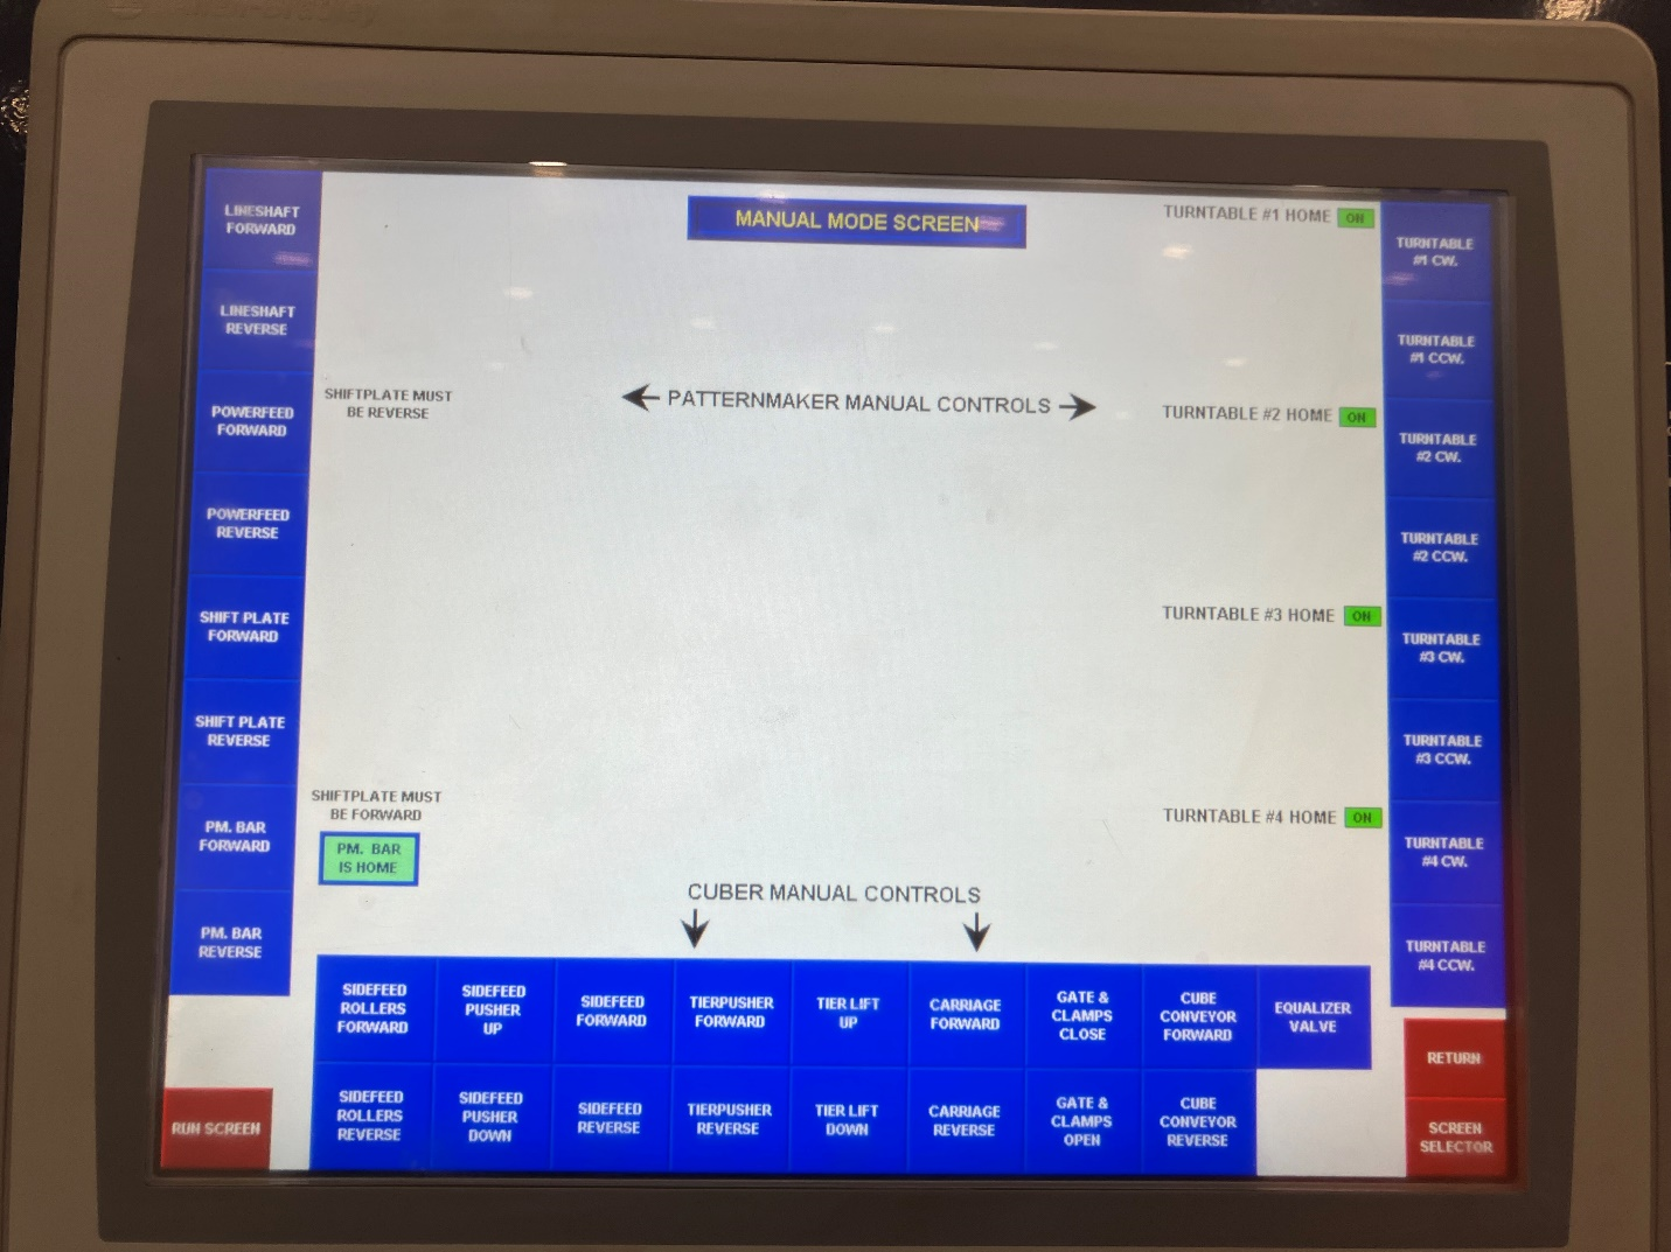 MANUAL MODE SCREEN
LINESHAFT
FORWARD
LINESHAFT
REVERSE
POWERFEED
FORWARD
POWERFEED
REVERSE
SHIFT PLATE
FORWARD
SHIFT PLATE
REVERSE
PM. BAR
FORWARD
PM. BAR
REVERSE
SHIFTPLATE MUST
BE REVERSE
PATTERNMAKER MANUAL CONTROLS
SHIFTPLATE MUST
BE FORWARD
PM. BAR
IS HOME
TURNTABLE #1 HOME ON
TURNTABLE #2 HOME ON
TURNTABLE #3 HOME ON
TURNTABLE #4 HOME ON
TURNTABLE
#1 CW.
TURNTABLE
#1 CCW.
TURNTABLE
#2 CW.
TURNTABLE
#2 CCW.
TURNTABLE
#3 CW.
TURNTABLE
#3 CCW.
TURNTABLE
#4 CW.
TURNTABLE
#4 CCW.
CUBER MANUAL CONTROLS
SIDEFEED
ROLLERS
FORWARD
SIDEFEED
PUSHER
UP
SIDEFEED
FORWARD
TIERPUSHER
FORWARD
TIER LIFT
UP
CARRIAGE
FORWARD
GATE &
CLAMPS
CLOSE
CUBE
CONVEYOR
FORWARD
EQUALIZER
VALVE
SIDEFEED
ROLLERS
REVERSE
SIDEFEED
PUSHER
DOWN
SIDEFEED
REVERSE
TIERPUSHER
REVERSE
TIER LIFT
DOWN
CARRIAGE
REVERSE
GATE &
CLAMPS
OPEN
CUBE
CONVEYOR
REVERSE
RUN SCREEN
RETURN
SCREEN
SELECTOR